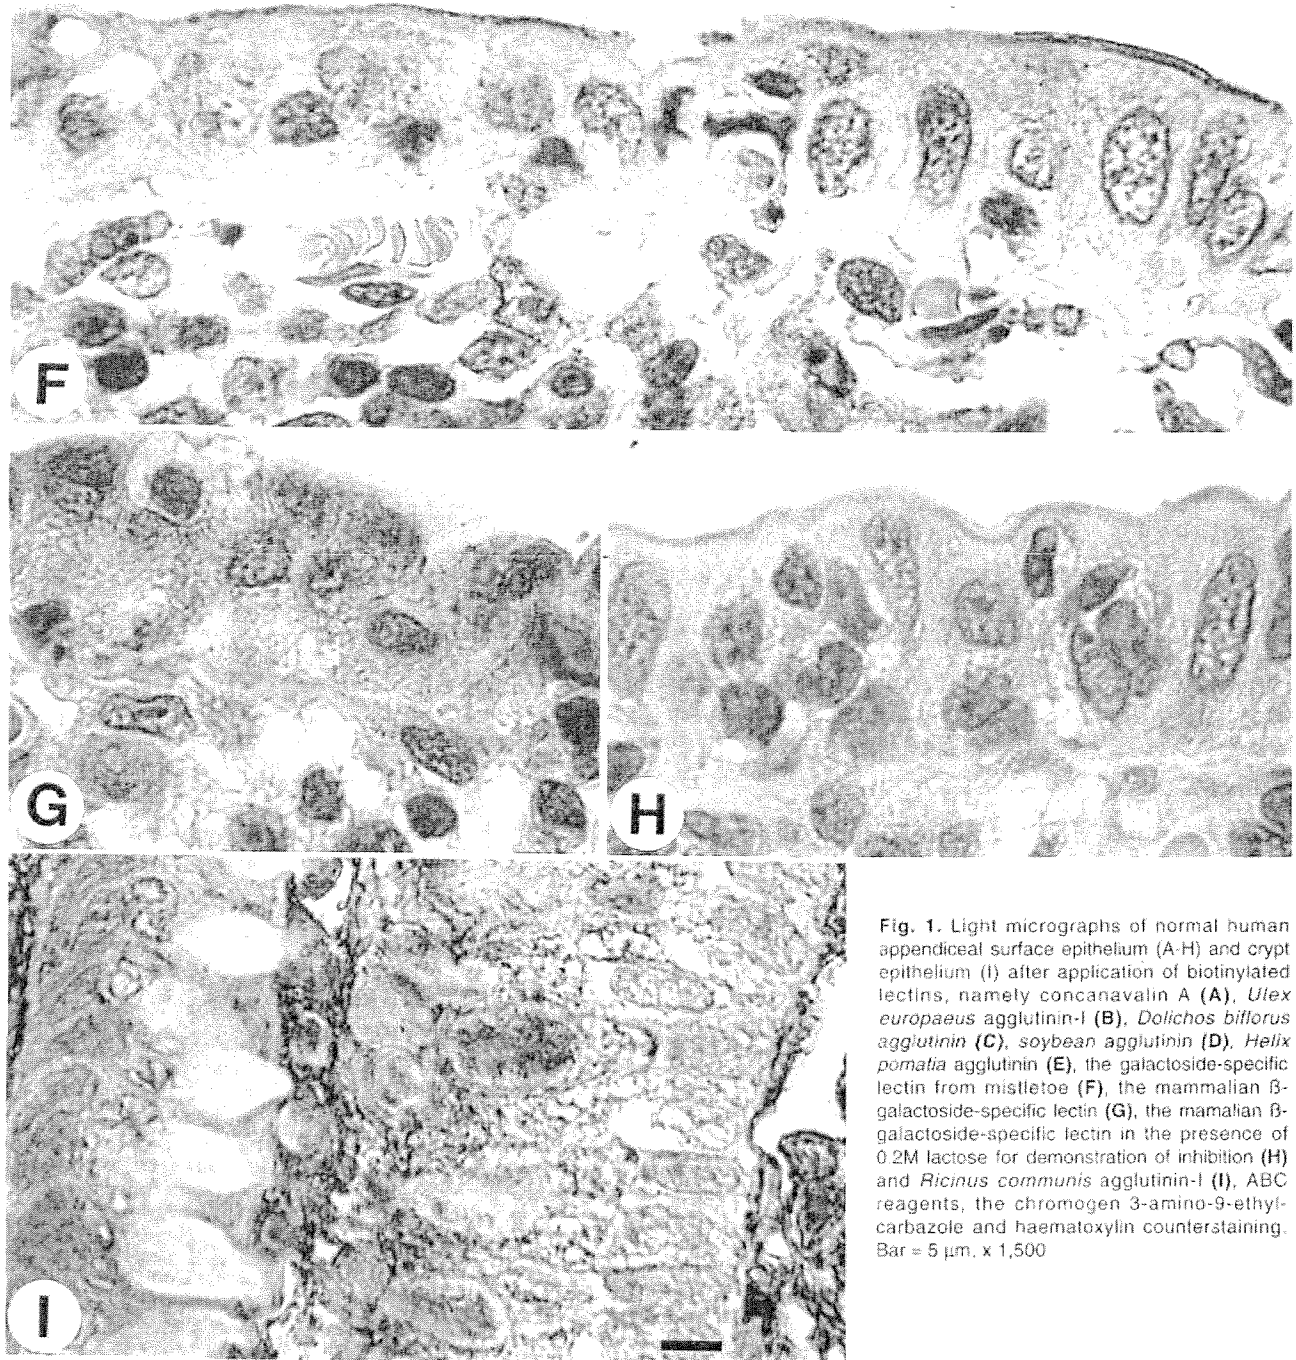 F
G
H
I
Fig. 1. Light micrographs of normal human
appendiceal surface epithelium (A-H) and crypt
epithelium (I) after application of biotinylated
lectins, namely concanavalin A (A), Ulex
europaeus agglutinin-I (B), Dolichos biflorus
agglutinin (C), soybean agglutinin (D), Helix
pomatia agglutinin (E), the galactoside-specific
lectin from mistletoe (F), the mammalian ß-
galactoside-specific lectin (G), the mamalian ß-
galactoside-specific lectin in the presence of
0.2M lactose for demonstration of inhibition (H)
and Ricinus communis agglutinin-I (I), ABC
reagents, the chromogen 3-amino-9-ethyl-
carbazole and haematoxylin counterstaining.
Bar = 5 µm, x 1,500